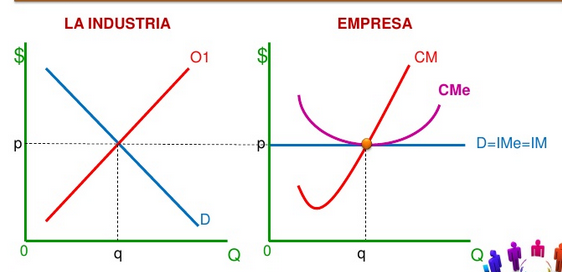 LA INDUSTRIA
$
O1
p
D
0
q
Q
EMPRESA
$
CM
CMe
p
D=IMe=IM
0
q
Q